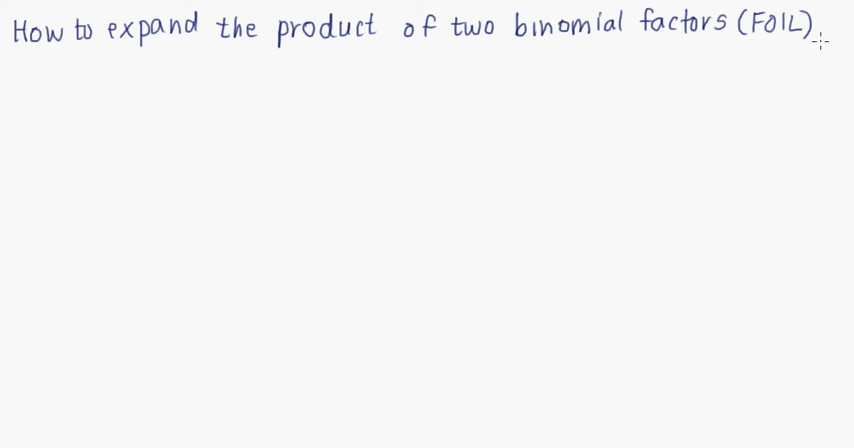 How to expand the product of two binomial factors (FOIL)